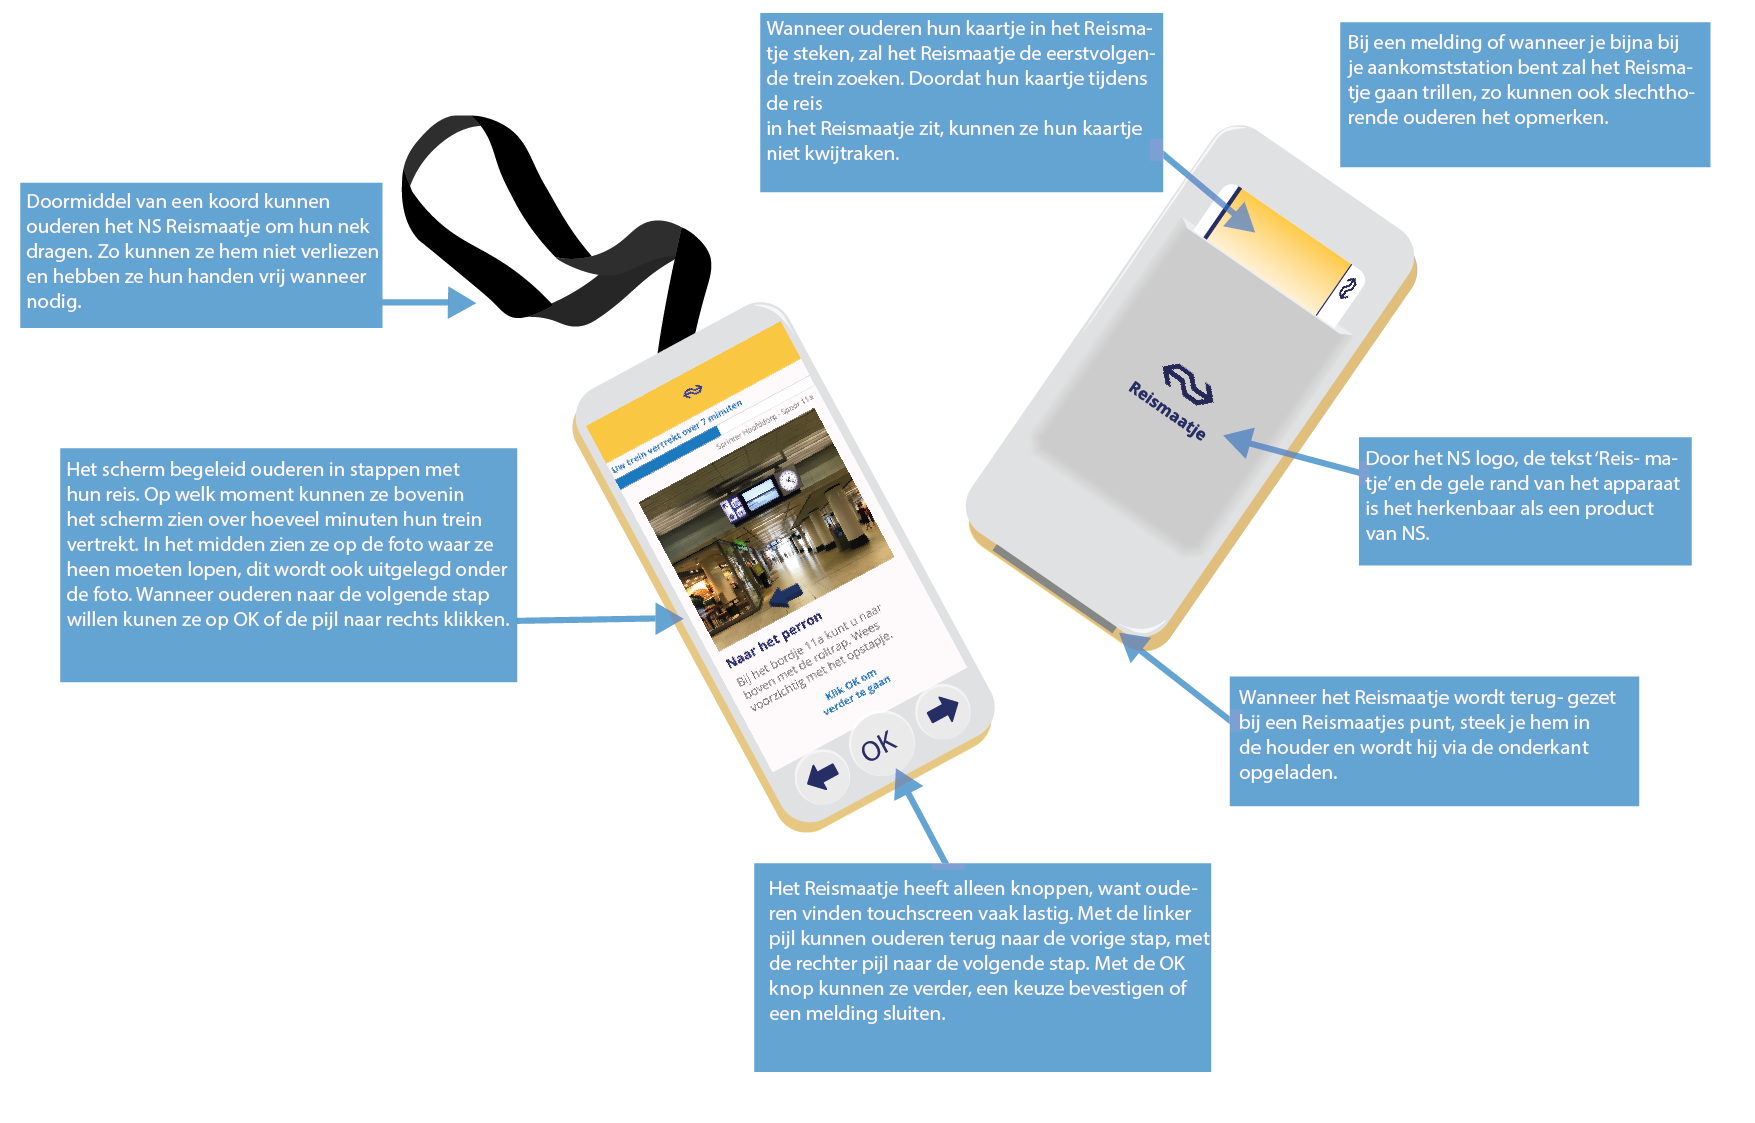 Wanneer ouderen hun kaartje in het Reisma-
tje steken, zal het Reismaatje de eerstvolgen-
de trein zoeken. Doordat hun kaartje tijdens
de reis
in het Reismaatje zit, kunnen ze hun kaartje
niet kwijtraken.
Bij een melding of wanneer je bijna bij
je aankomststation bent zal het Reisma-
tje gaan trillen, zo kunnen ook slechtho-
rende ouderen het opmerken.
Doormiddel van een koord kunnen
ouderen het NS Reismaatje om hun nek
dragen. Zo kunnen ze hem niet verliezen
en hebben ze hun handen vrij wanneer
nodig.
Het scherm begeleid ouderen in stappen met
hun reis. Op welk moment kunnen ze bovenin
het scherm zien over hoeveel minuten hun trein
vertrekt. In het midden zien ze op de foto waar ze
heen moeten lopen, dit wordt ook uitgelegd onder
de foto. Wanneer ouderen naar de volgende stap
willen kunen ze op OK of de pijl naar rechts klikken.
Uw trein vertrekt over 7 minuten
Sprinter Hoofddorp - Spoor 11a
Naar het perron
Bij het bordje 11a kunt u naar
boven met de roltrap. Wees
voorzichtig met het opstapje.
Klik OK om
verder te gaan
OK
Reismaatje
Door het NS logo, de tekst 'Reis- ma-
tje' en de gele rand van het apparaat
is het herkenbaar als een product
van NS.
Wanneer het Reismaatje wordt terug- gezet
bij een Reismaatjes punt, steek je hem in
de houder en wordt hij via de onderkant
opgeladen.
Het Reismaatje heeft alleen knoppen, want oude-
ren vinden touchscreen vaak lastig. Met de linker
pijl kunnen ouderen terug naar de vorige stap, met
de rechter pijl naar de volgende stap. Met de OK
knop kunnen ze verder, een keuze bevestigen of
een melding sluiten.